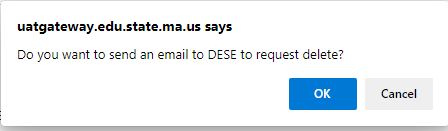 uatgateway.edu.state.ma.us says
Do you want to send an email to DESE to request delete?
OK Cancel